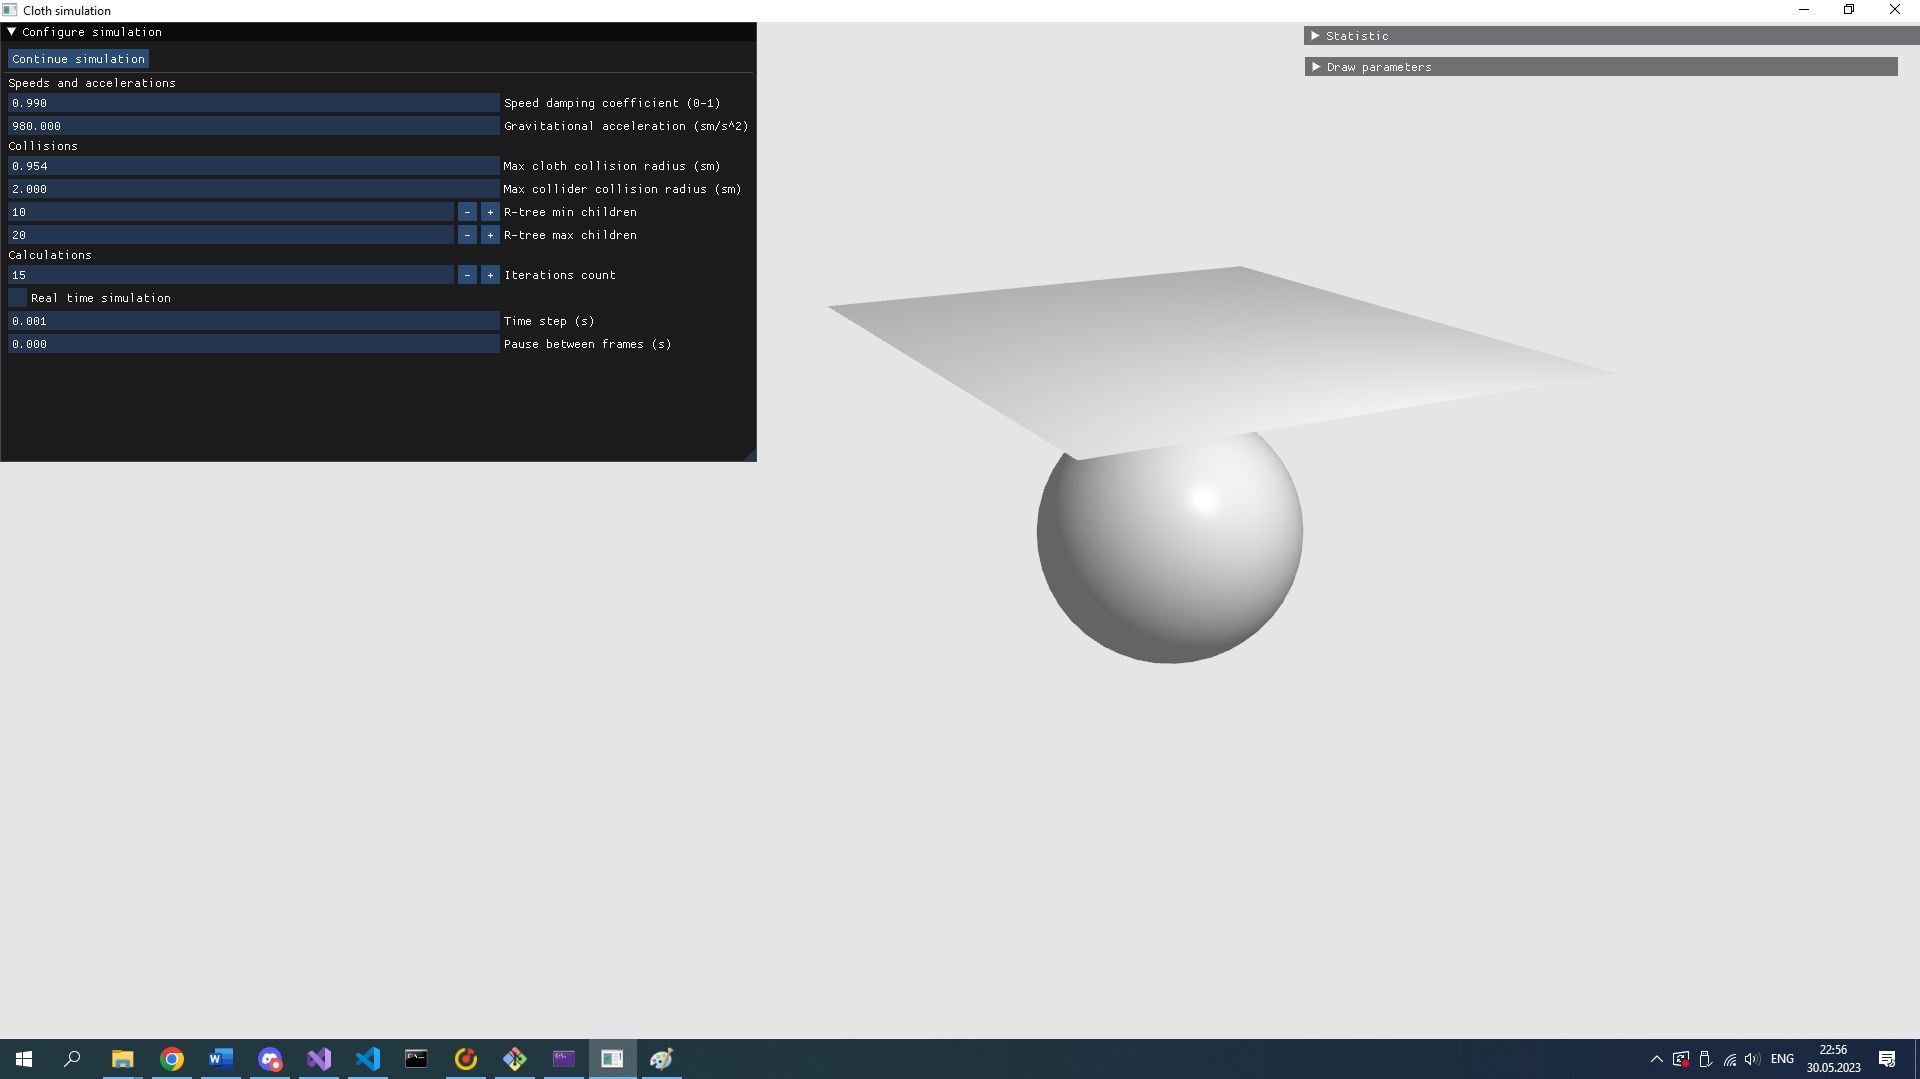 Cloth simulation
Configure simulation
Continue simulation
Speeds and accelerations
0.990 Speed damping coefficient (0-1)
980.000 Gravitational acceleration (sm/s^2)
Collisions
0.954 Max cloth collision radius (sm)
2.000 Max collider collision radius (sm)
10 - + R-tree min children
20 - + R-tree max children
Calculations
15 - + Iterations count
Real time simulation
0.001 Time step (s)
0.000 Pause between frames (s)
Statistic
Draw parameters
ENG
22:56
30.05.2023